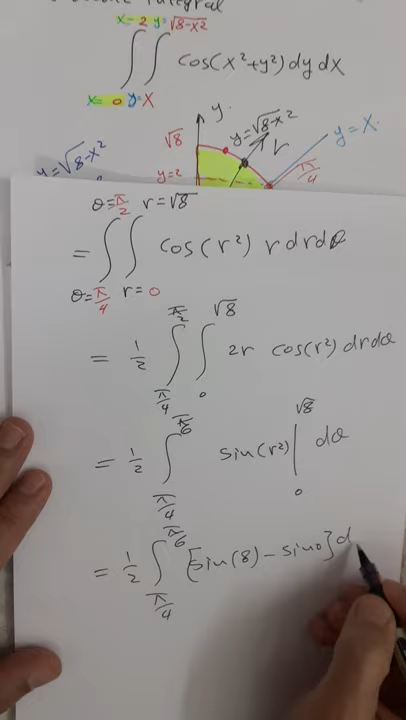 integral
x=2 y=√8-x²
∫∫ cos(x²+y²) dy dx
x=0 y=x
y
√8 y=√8-x² y=x
r
y=2 π/4
y=√8-x²
θ=π/2 r=√8
= ∫∫ cos(r²) r dr dθ
θ=π/4 r=0
π/2 √8
= 1/2 ∫∫ 2r cos(r²) dr dθ
π/4 0
π/6 √8
= 1/2 ∫ sin(r²) | dθ
π/4 0
π/6
= 1/2 ∫ [sin(8) - sin0] d
π/4